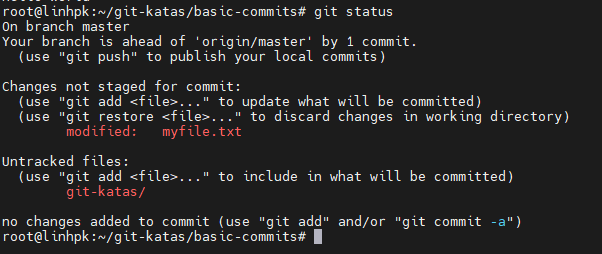 root@linhpk:~/git-katas/basic-commits# git status
On branch master
Your branch is ahead of 'origin/master' by 1 commit.
  (use "git push" to publish your local commits)

Changes not staged for commit:
  (use "git add <file>..." to update what will be committed)
  (use "git restore <file>..." to discard changes in working directory)
        modified:   myfile.txt

Untracked files:
  (use "git add <file>..." to include in what will be committed)
        git-katas/

no changes added to commit (use "git add" and/or "git commit -a")
root@linhpk:~/git-katas/basic-commits#